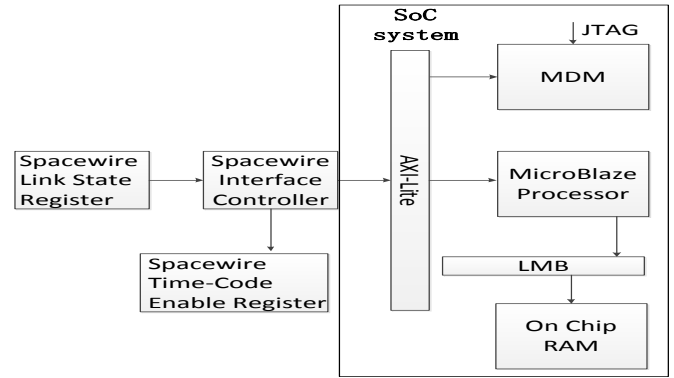 SoC
system
JTAG
MDM
Spacewire
Link State
Register
Spacewire
Interface
Controller
AXI-Lite
MicroBlaze
Processor
Spacewire
Time-Code
Enable Register
LMB
On Chip
RAM